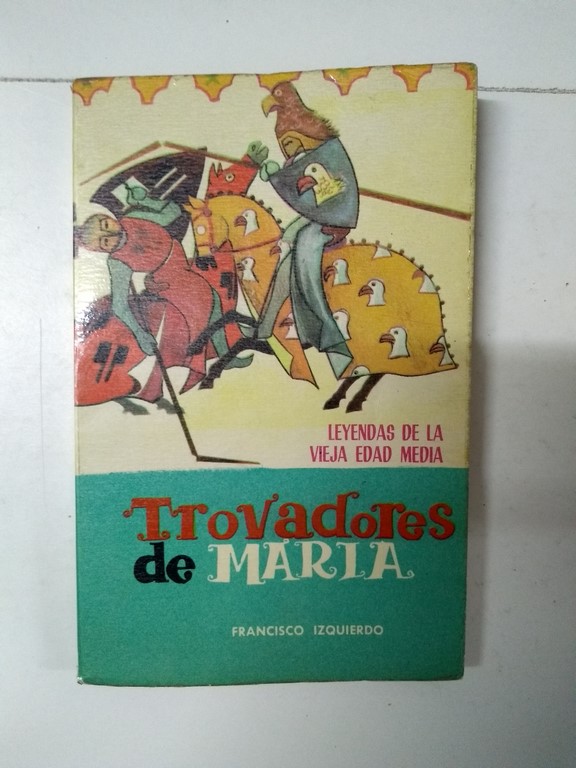 LEYENDAS DE LA
VIEJA EDAD MEDIA
Trovadores
de MARIA
FRANCISCO IZQUIERDO